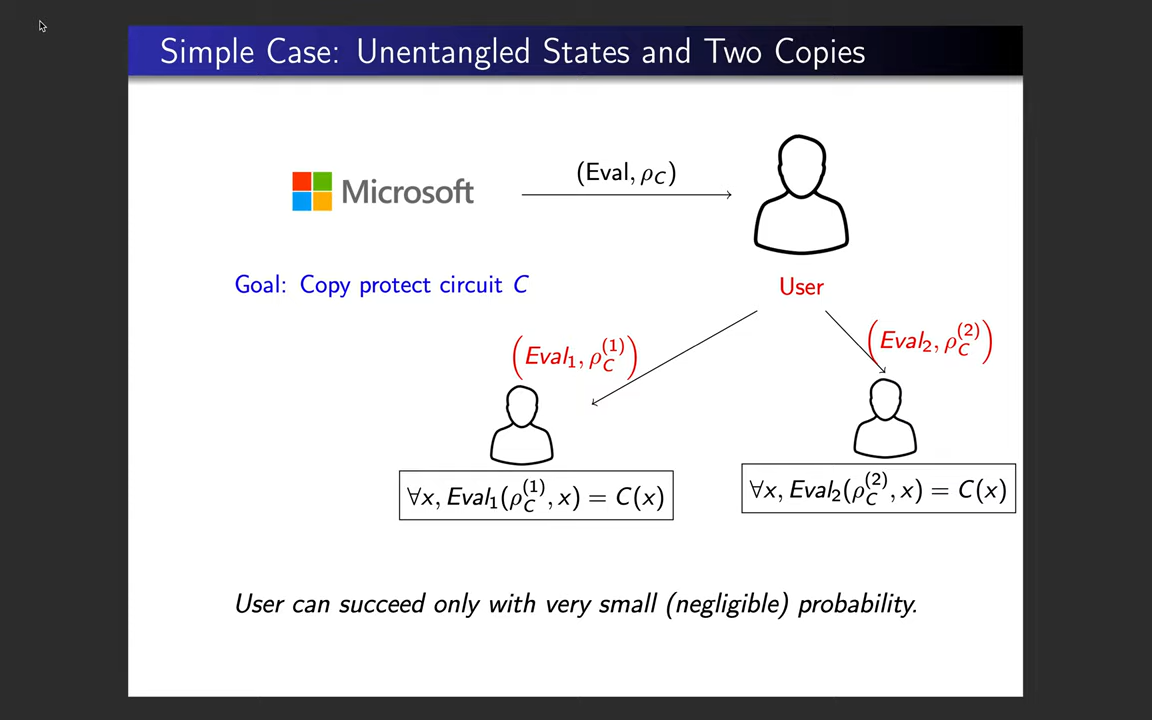 Simple Case: Unentangled States and Two Copies
(Eval, ρ_C)
Microsoft
Goal: Copy protect circuit C
User
(Eval₁, ρ_C^(1))
(Eval₂, ρ_C^(2))
∀x, Eval₁(ρ_C^(1), x) = C(x)
∀x, Eval₂(ρ_C^(2), x) = C(x)
User can succeed only with very small (negligible) probability.